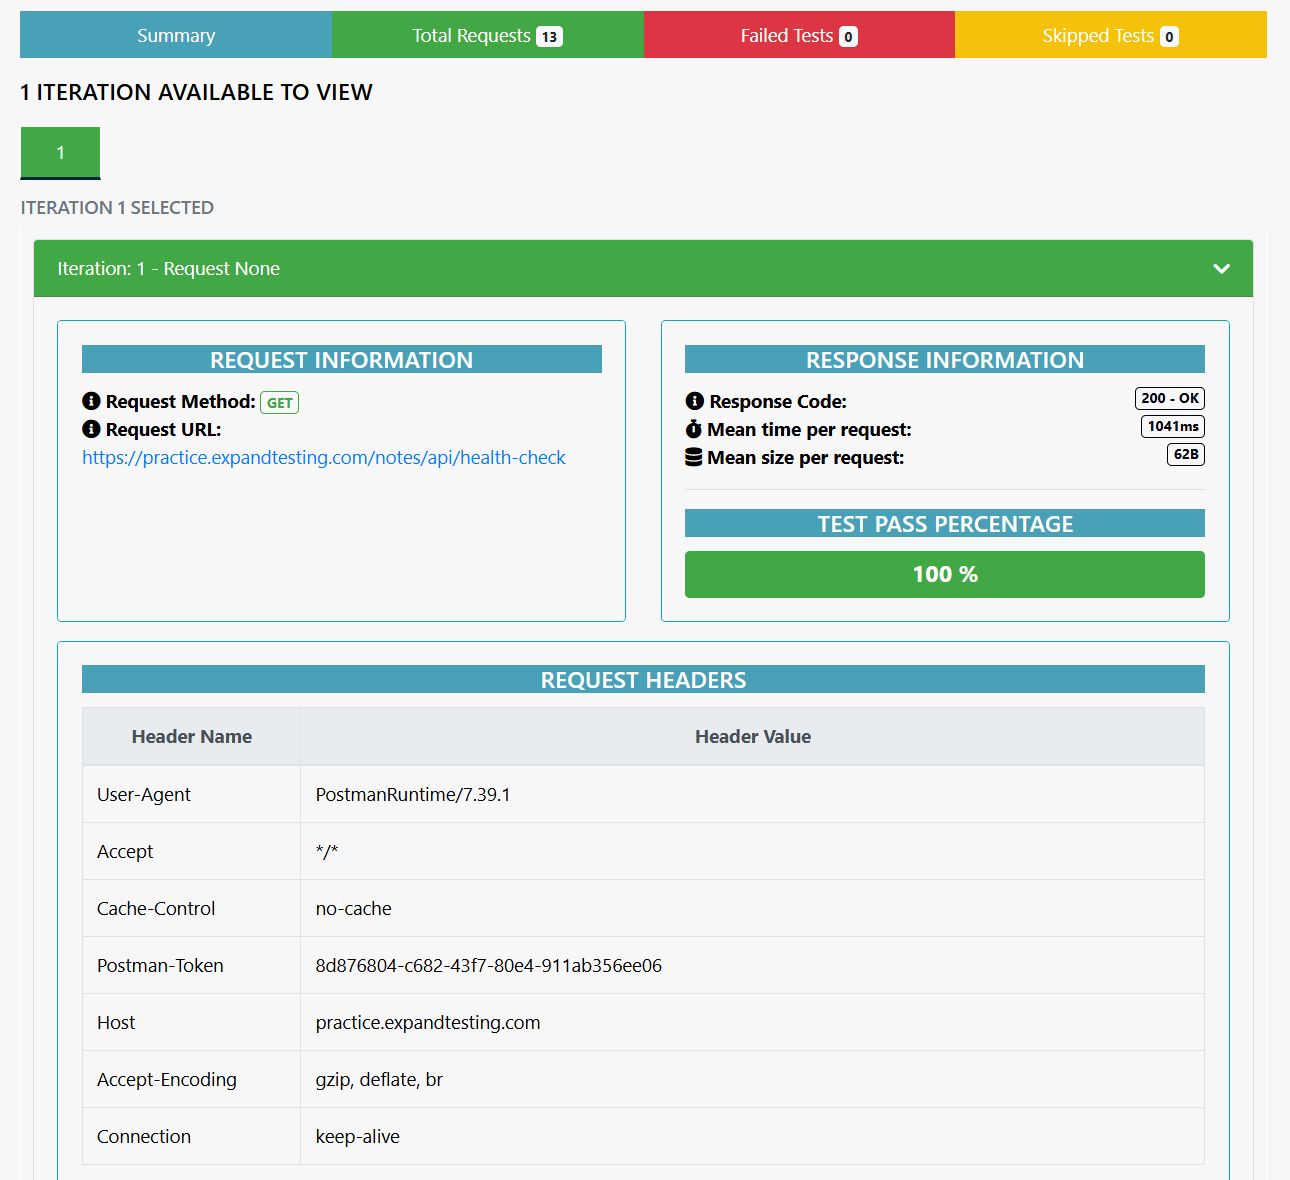 Summary
Total Requests 13
Failed Tests 0
Skipped Tests 0
1 ITERATION AVAILABLE TO VIEW
1
ITERATION 1 SELECTED
Iteration: 1 - Request None
REQUEST INFORMATION
Request Method: GET
Request URL:
https://practice.expandtesting.com/notes/api/health-check
RESPONSE INFORMATION
Response Code: 200 - OK
Mean time per request: 1041ms
Mean size per request: 62B
TEST PASS PERCENTAGE
100 %
REQUEST HEADERS
Header Name Header Value
User-Agent PostmanRuntime/7.39.1
Accept */*
Cache-Control no-cache
Postman-Token 8d876804-c682-43f7-80e4-911ab356ee06
Host practice.expandtesting.com
Accept-Encoding gzip, deflate, br
Connection keep-alive